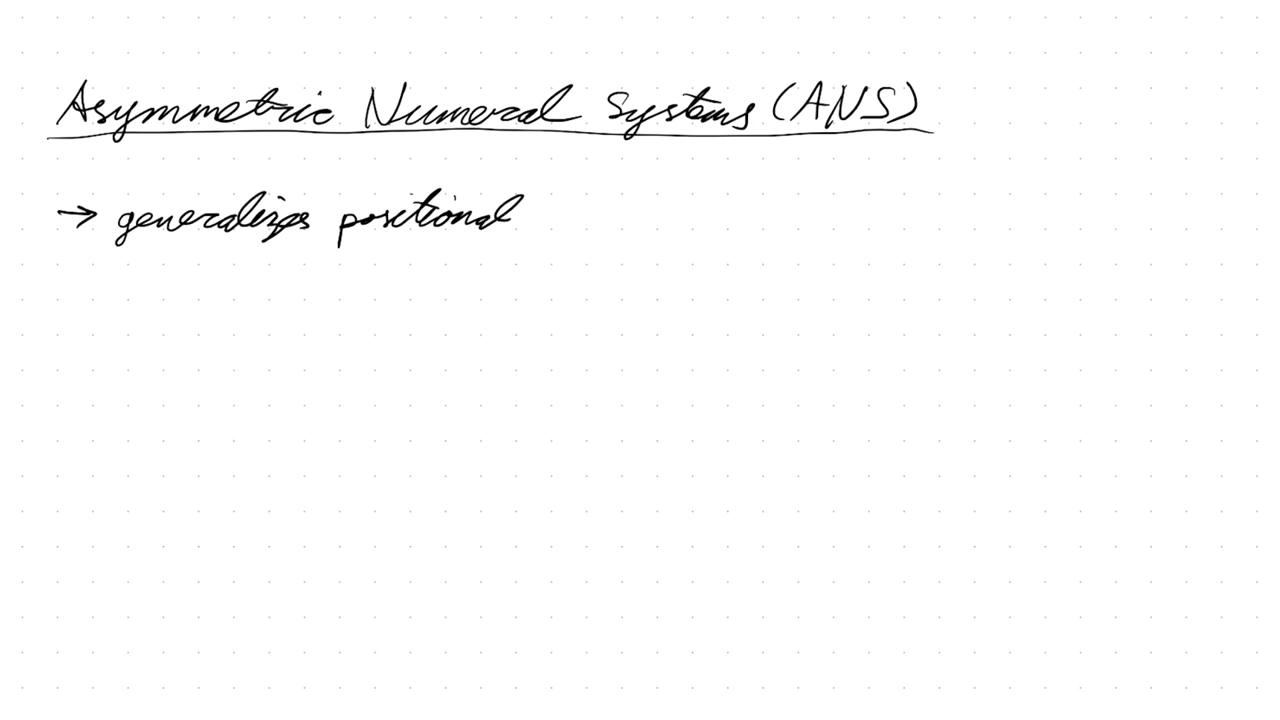 Asymmetric Numeral Systems (ANS)
→ generalizes positional